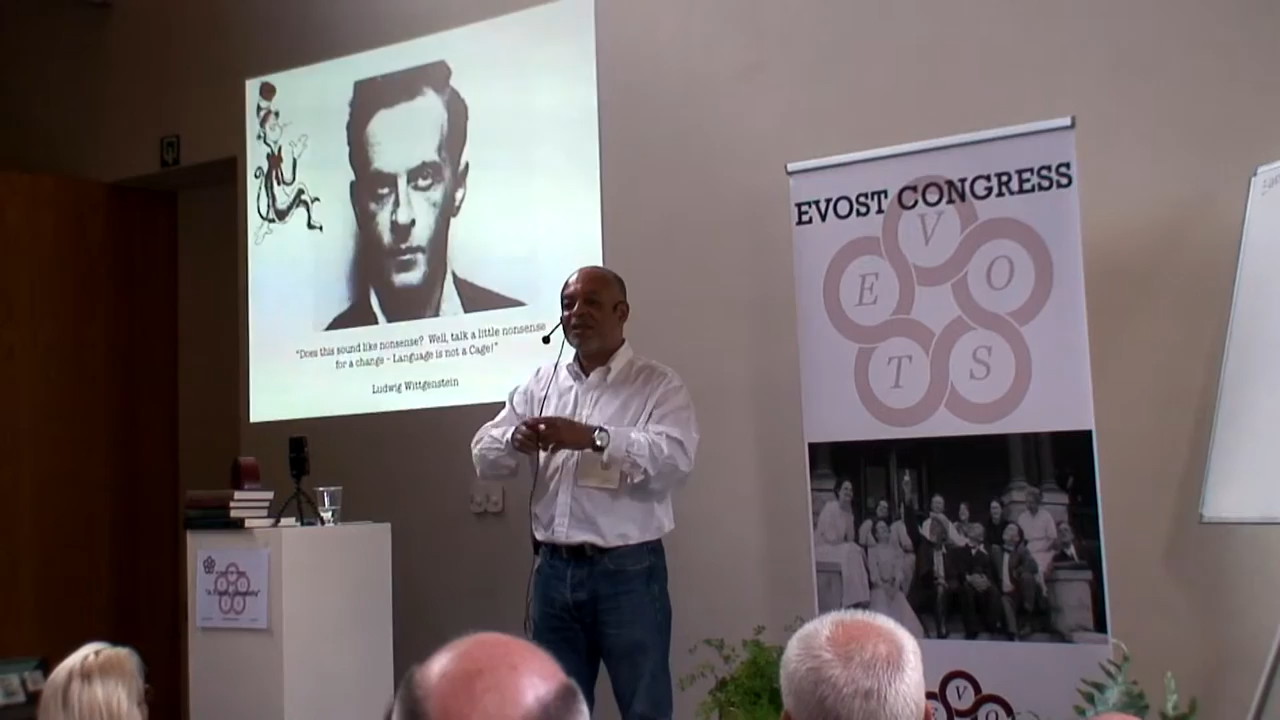 "Does this sound like nonsense? Well, talk a little nonsense
for a change - Language is not a Cage!"
Ludwig Wittgenstein
EVOST CONGRESS
V
E O
T S
V
O